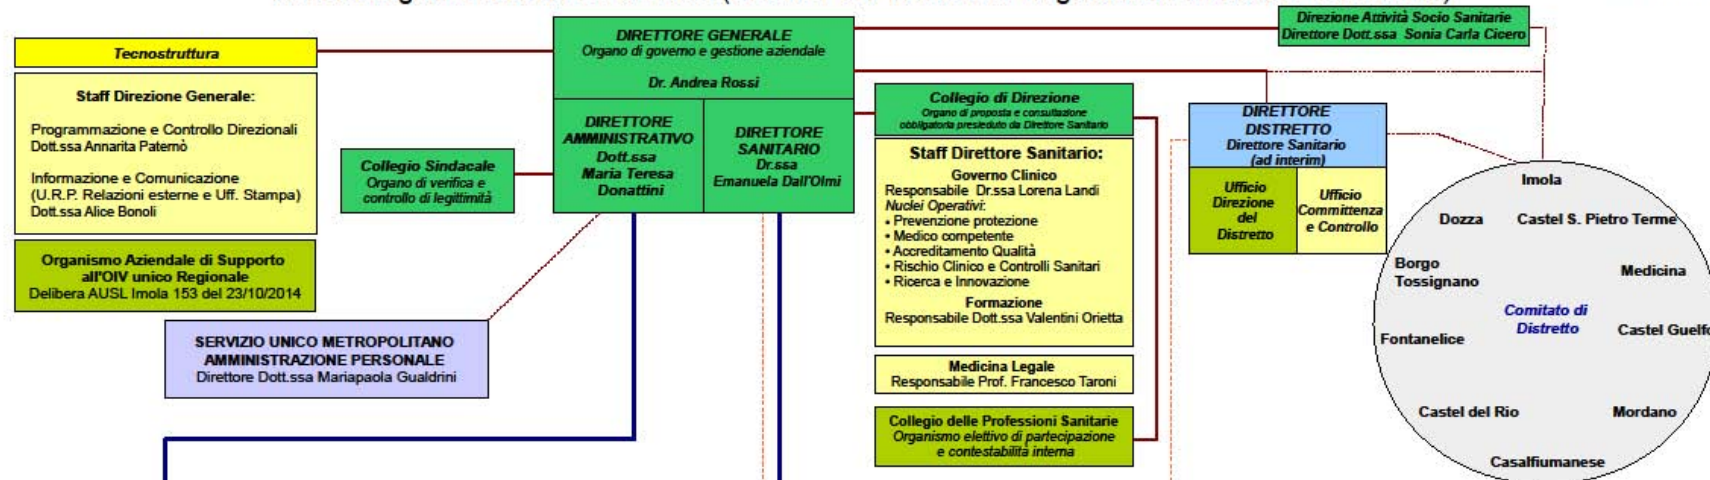 Direzione Attività Socio Sanitarie
Direttore Dott.ssa Sonia Carla Cicero
DIRETTORE GENERALE
Organo di governo e gestione aziendale
Dr. Andrea Rossi
Tecnostruttura
Staff Direzione Generale:
Programmazione e Controllo Direzionali
Dott.ssa Annarita Paternò
Informazione e Comunicazione
(U.R.P. Relazioni esterne e Uff. Stampa)
Dott.ssa Alice Bonoli
Organismo Aziendale di Supporto
all'OIV unico Regionale
Delibera AUSL Imola 153 del 23/10/2014
Collegio Sindacale
Organo di verifica e
controllo di legittimità
DIRETTORE
AMMINISTRATIVO
Dott.ssa
Maria Teresa
Donattini
DIRETTORE
SANITARIO
Dr.ssa
Emanuela Dall'Olmi
SERVIZIO UNICO METROPOLITANO
AMMINISTRAZIONE PERSONALE
Direttore Dott.ssa Mariapaola Gualdrini
Collegio di Direzione
Organo di proposta e consultazione
obbligatoria presieduto da Direttore Sanitario
Staff Direttore Sanitario:
Governo Clinico
Responsabile Dr.ssa Lorena Landi
Nuclei Operativi:
• Prevenzione protezione
• Medico competente
• Accreditamento Qualità
• Rischio Clinico e Controlli Sanitari
• Ricerca e Innovazione
Formazione
Responsabile Dott.ssa Valentini Orietta
Medicina Legale
Responsabile Prof. Francesco Taroni
Collegio delle Professioni Sanitarie
Organismo elettivo di partecipazione
e contestabilità interna
DIRETTORE
DISTRETTO
Direttore Sanitario
(ad interim)
Ufficio
Direzione
del
Distretto
Ufficio
Committenza
e Controllo
Imola
Dozza
Castel S. Pietro Terme
Borgo
Tossignano
Medicina
Comitato di
Distretto
Fontanelice
Castel Guelfo
Castel del Rio
Mordano
Casalfiumanese